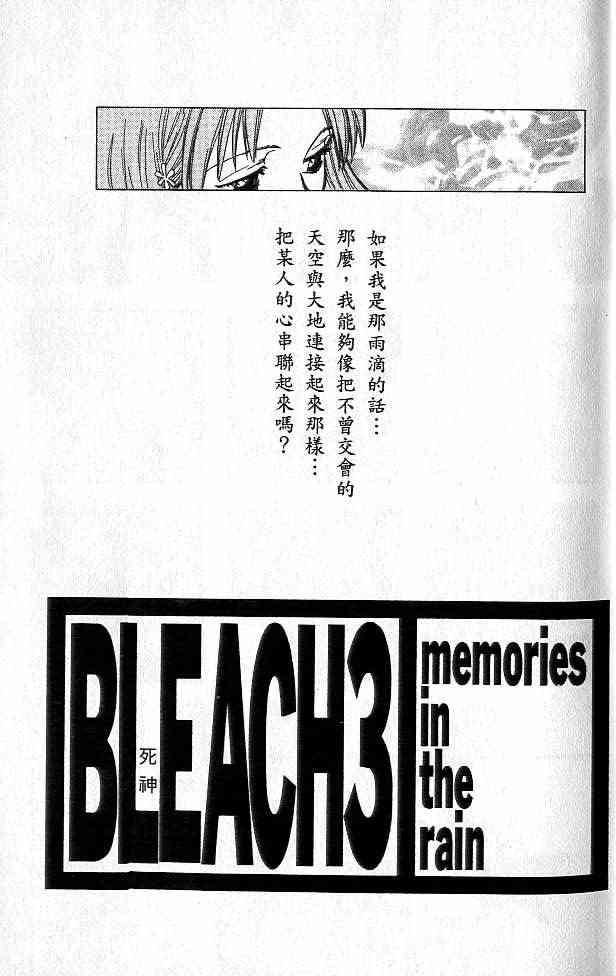 如果我是那雨滴的話…
那麼，我能夠像把不曾交會的
天空與大地連接起來那樣…
把某人的心串聯起來嗎？
BLEACH3
死神
memories
in
the
rain